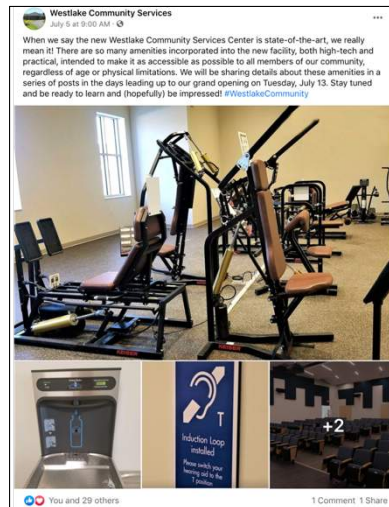 Westlake Community Services
July 5 at 9:00 AM ·
When we say the new Westlake Community Services Center is state-of-the-art, we really
mean it! There are so many amenities incorporated into the new facility, both high-tech and
practical, intended to make it as accessible as possible to all members of our community,
regardless of age or physical limitations. We will be sharing details about these amenities in a
series of posts in the days leading up to our grand opening on Tuesday, July 13. Stay tuned
and be ready to learn and (hopefully) be impressed! #WestlakeCommunity
T
Induction Loop
installed
Please switch your
hearing aid to the
T position
+2
You and 29 others
1 Comment 1 Share